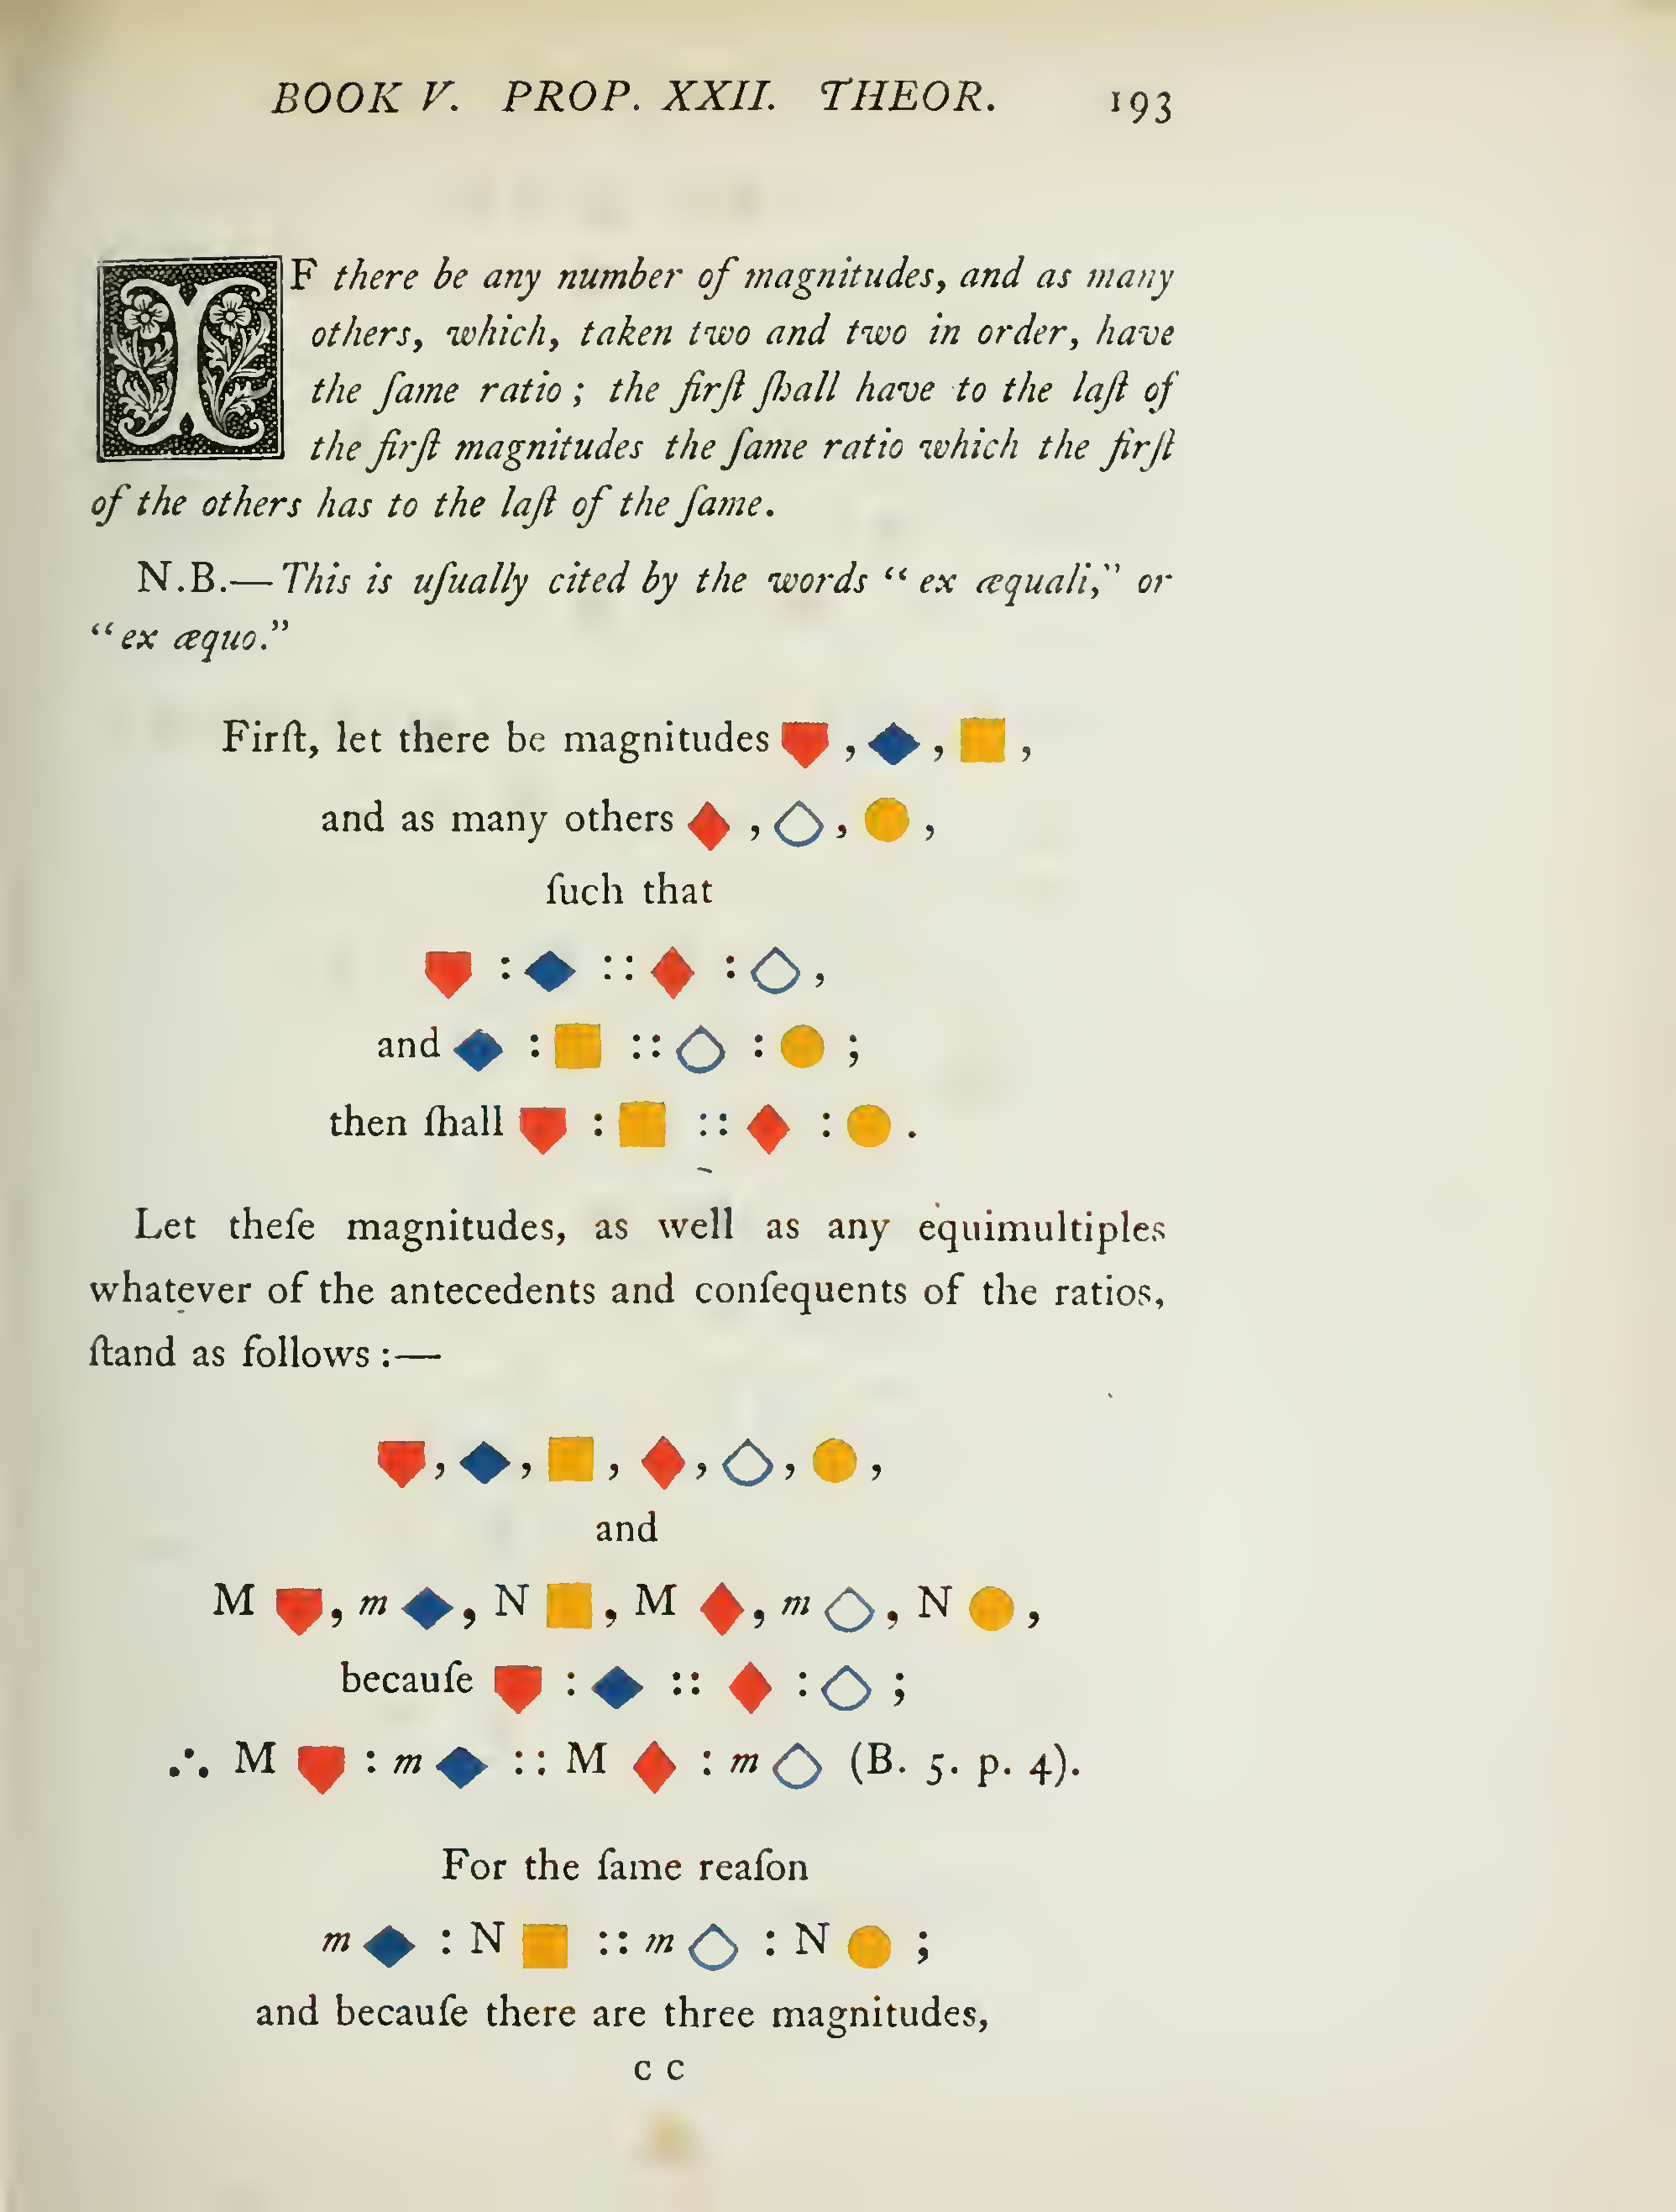 BOOK V. PROP. XXII. THEOR. 193
IF there be any number of magnitudes, and as many
others, which, taken two and two in order, have
the ſame ratio ; the firſt ſhall have to the laſt of
the firſt magnitudes the ſame ratio which the firſt
of the others has to the laſt of the ſame.
N.B.—This is uſually cited by the words “ ex æquali,” or
“ ex æquo.”
Firſt, let there be magnitudes , , ,
and as many others , , ,
ſuch that
: :: : ,
and : :: : ;
then ſhall : :: : .
Let theſe magnitudes, as well as any equimultiples
whatever of the antecedents and conſequents of the ratios,
ſtand as follows :—
, , , , , ,
and
M , m , N , M , m , N ,
becauſe : :: : ;
∴ M : m :: M : m (B. 5. p. 4).
For the ſame reaſon
m : N :: m : N ;
and becauſe there are three magnitudes,
C C